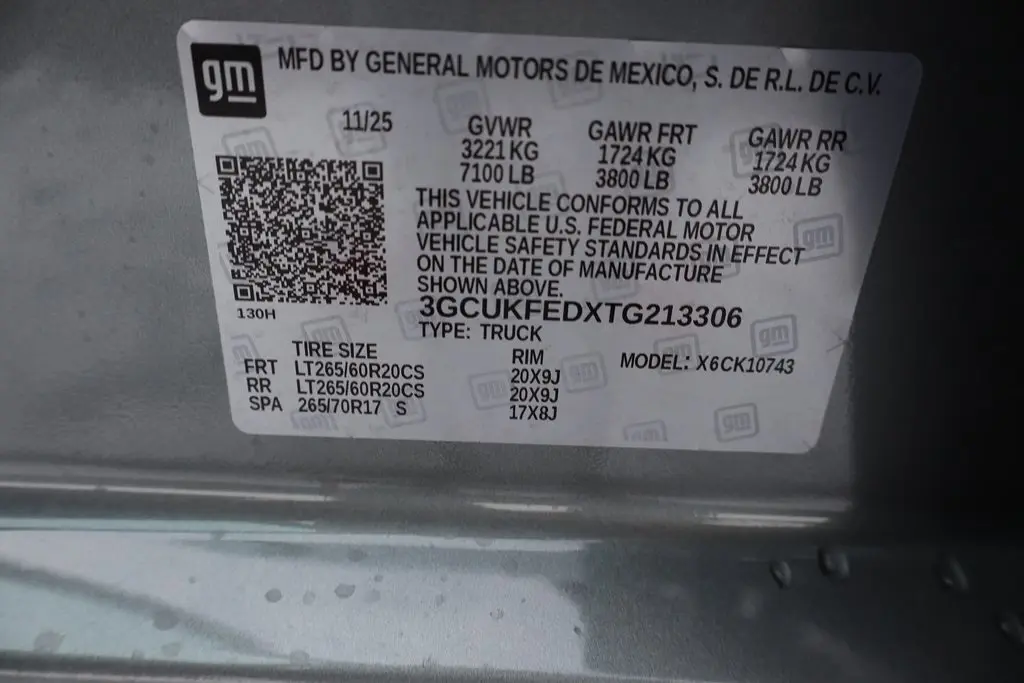 gm
MFD BY GENERAL MOTORS DE MEXICO, S. DE R.L. DE C.V.
11/25
GVWR GAWR FRT GAWR RR
3221 KG 1724 KG 1724 KG
7100 LB 3800 LB 3800 LB
THIS VEHICLE CONFORMS TO ALL
APPLICABLE U.S. FEDERAL MOTOR
VEHICLE SAFETY STANDARDS IN EFFECT
ON THE DATE OF MANUFACTURE
SHOWN ABOVE.
130H
3GCUKFEDXTG213306
TYPE: TRUCK
TIRE SIZE RIM MODEL: X6CK10743
FRT LT265/60R20CS 20X9J
RR LT265/60R20CS 20X9J
SPA 265/70R17 S 17X8J